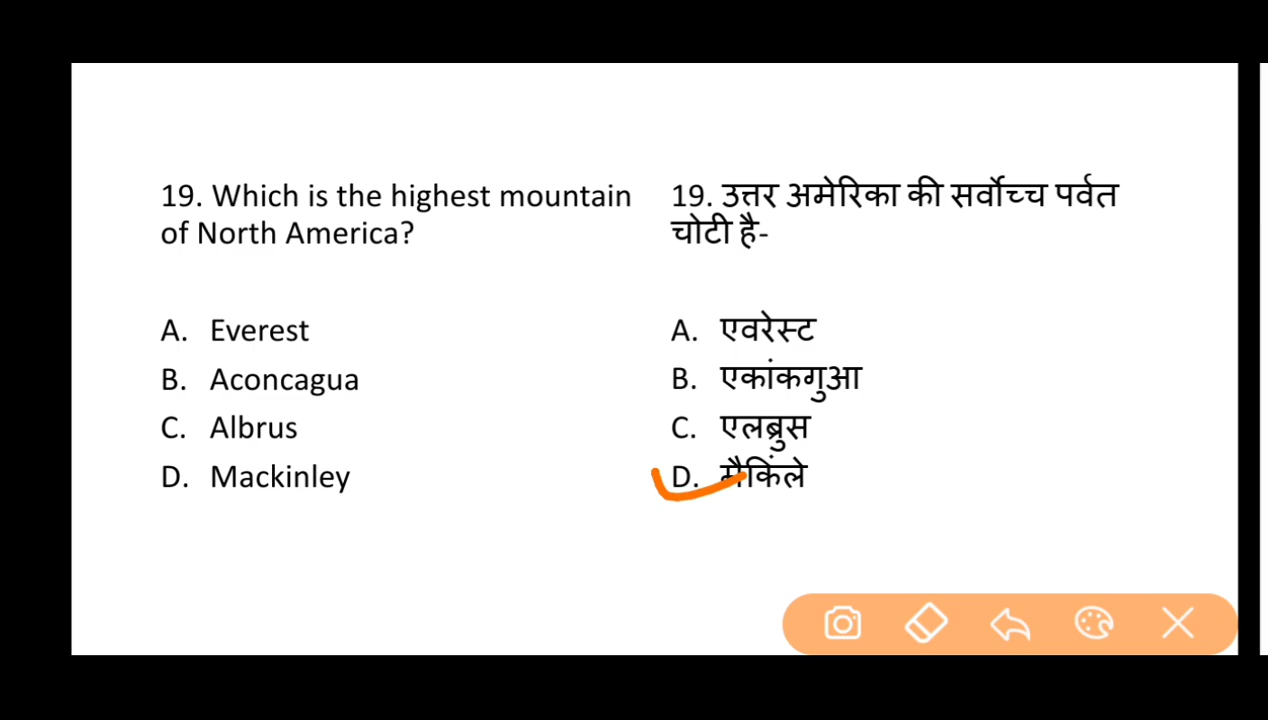 19. Which is the highest mountain
of North America?
A. Everest
B. Aconcagua
C. Albrus
D. Mackinley
19. उत्तर अमेरिका की सर्वोच्च पर्वत
चोटी है-
A. एवरेस्ट
B. एकांकगुआ
C. एलब्रुस
D. मैकिंले